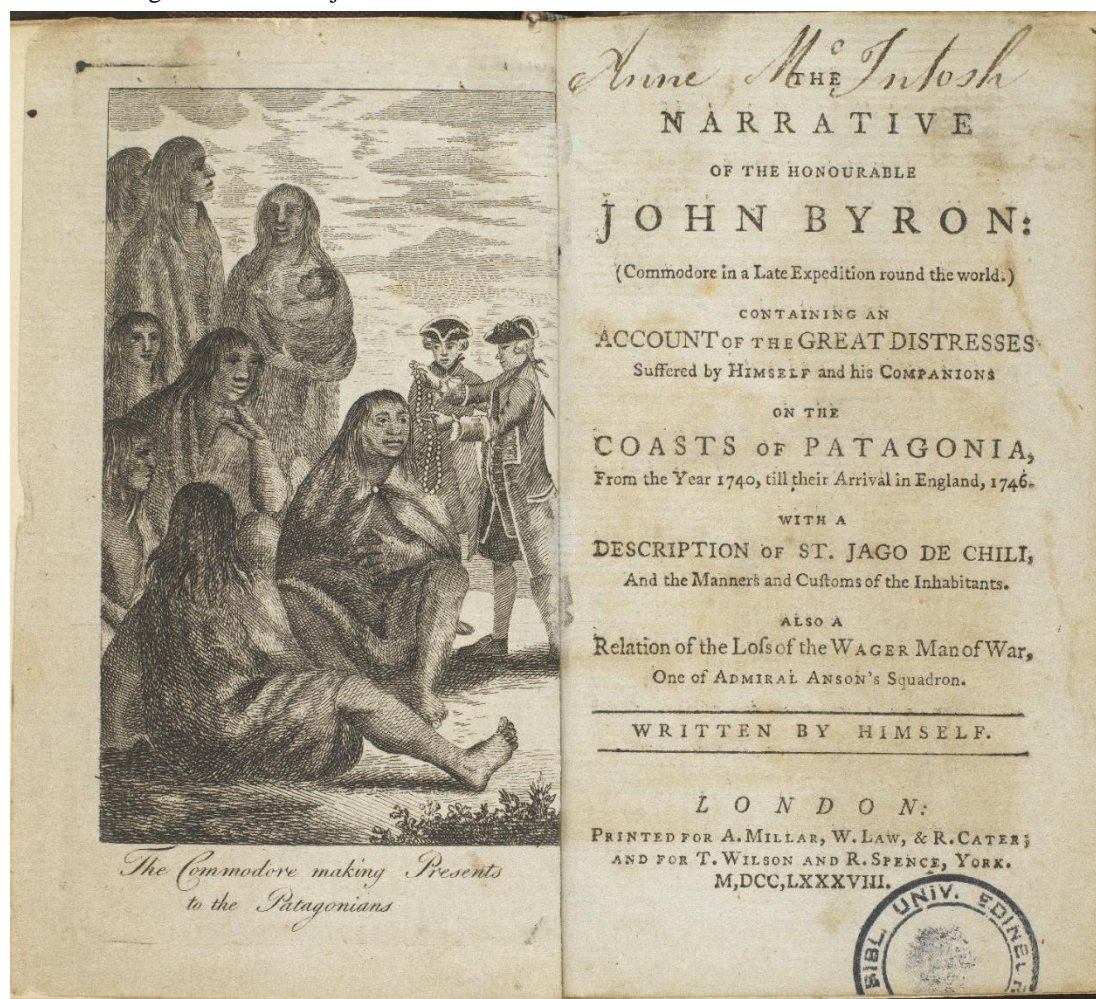 Anne McIntosh
THE
NARRATIVE
OF THE HONOURABLE
JOHN BYRON:
(Commodore in a Late Expedition round the world.)
CONTAINING AN
ACCOUNT OF THE GREAT DISTRESSES
Suffered by HIMSELF and his COMPANIONS
ON THE
COASTS OF PATAGONIA,
From the Year 1740, till their Arrival in England, 1746.
WITH A
DESCRIPTION OF ST. JAGO DE CHILI,
And the Manners and Cuſtoms of the Inhabitants.
ALSO A
Relation of the Loſs of the WAGER Man of War,
One of ADMIRAL ANSON's Squadron.
WRITTEN BY HIMSELF.
LONDON:
PRINTED FOR A. MILLAR, W. LAW, & R. CATER;
AND FOR T. WILSON AND R. SPENCE, YORK.
M,DCC,LXXXVIII.
BIBL. UNIV. EDINB
The Commodore making Presents
to the Patagonians